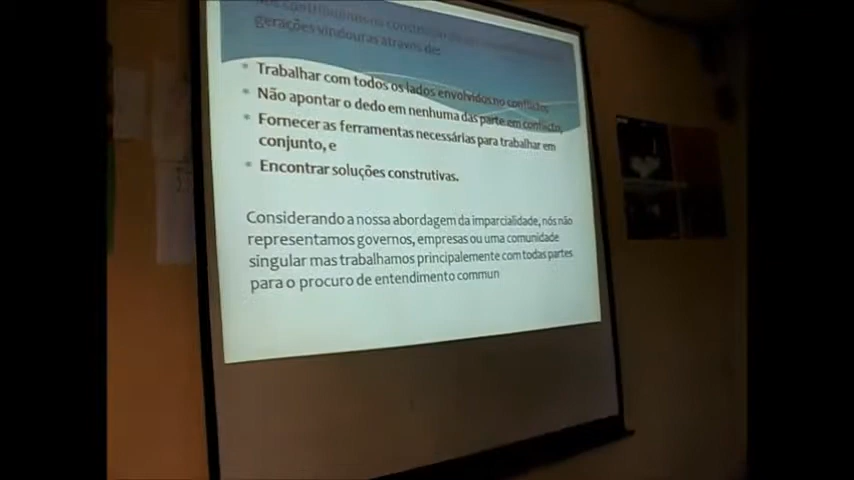 gerações vindouras através de:
Trabalhar com todos os lados envolvidos no conflicto;
Não apontar o dedo em nenhuma das parte em conflicto,
Fornecer as ferramentas necessárias para trabalhar em
conjunto, e
Encontrar soluções construtivas.
Considerando a nossa abordagem da imparcialidade, nós não
representamos governos, empresas ou uma comunidade
singular mas trabalhamos principalmente com todas partes
para o procuro de entendimento commun